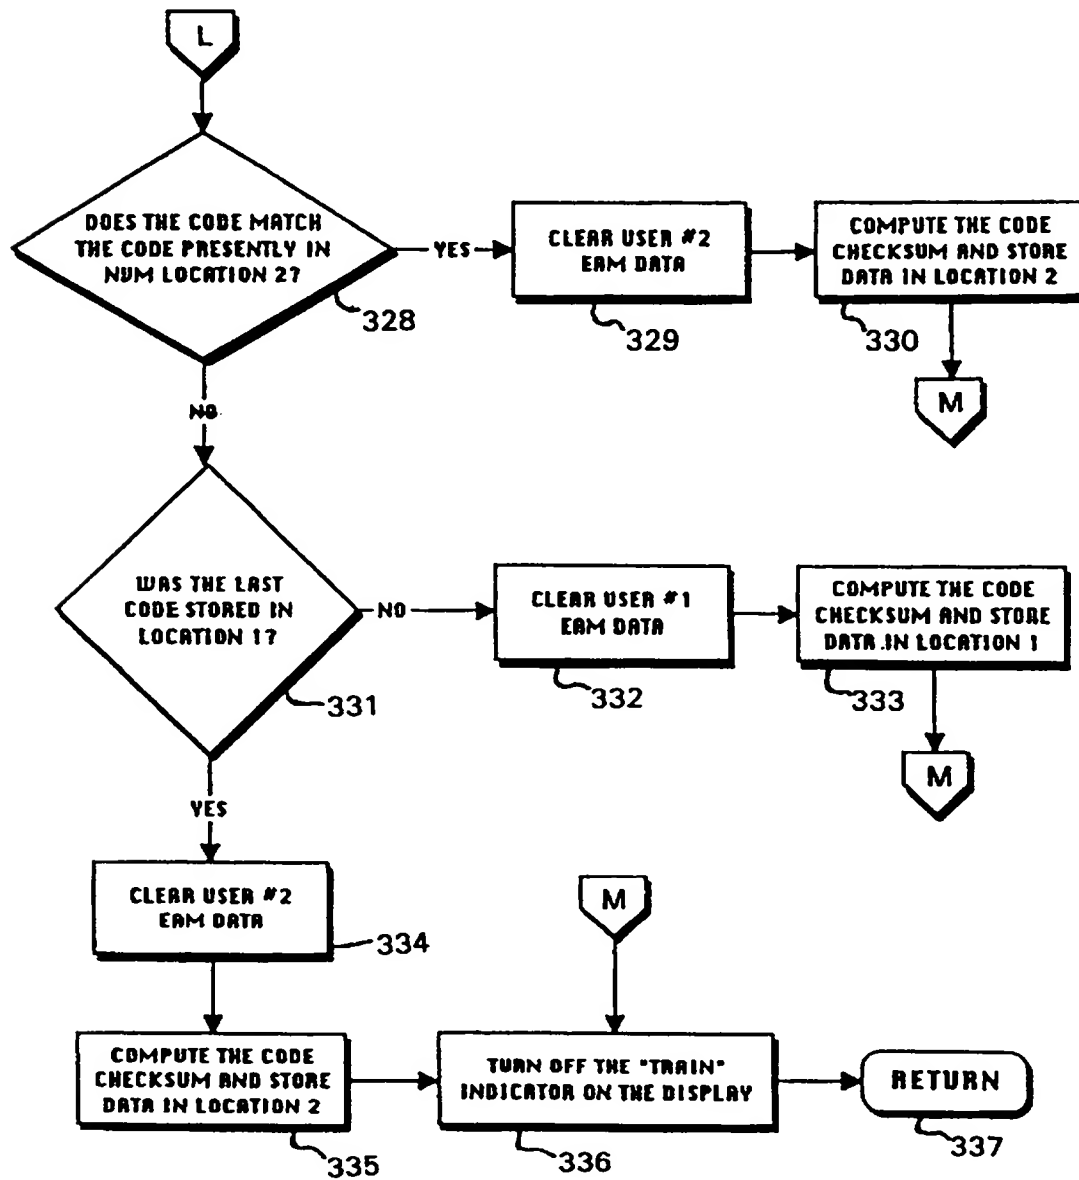 L
DOES THE CODE MATCH
THE CODE PRESENTLY IN
NVM LOCATION 2?
328
YES
CLEAR USER #2
EAM DATA
329
COMPUTE THE CODE
CHECKSUM AND STORE
DATA IN LOCATION 2
330
M
NO
WAS THE LAST
CODE STORED IN
LOCATION 1?
331
NO
CLEAR USER #1
EAM DATA
332
COMPUTE THE CODE
CHECKSUM AND STORE
DATA IN LOCATION 1
333
M
YES
CLEAR USER #2
EAM DATA
334
COMPUTE THE CODE
CHECKSUM AND STORE
DATA IN LOCATION 2
335
M
TURN OFF THE "TRAIN"
INDICATOR ON THE DISPLAY
336
RETURN
337